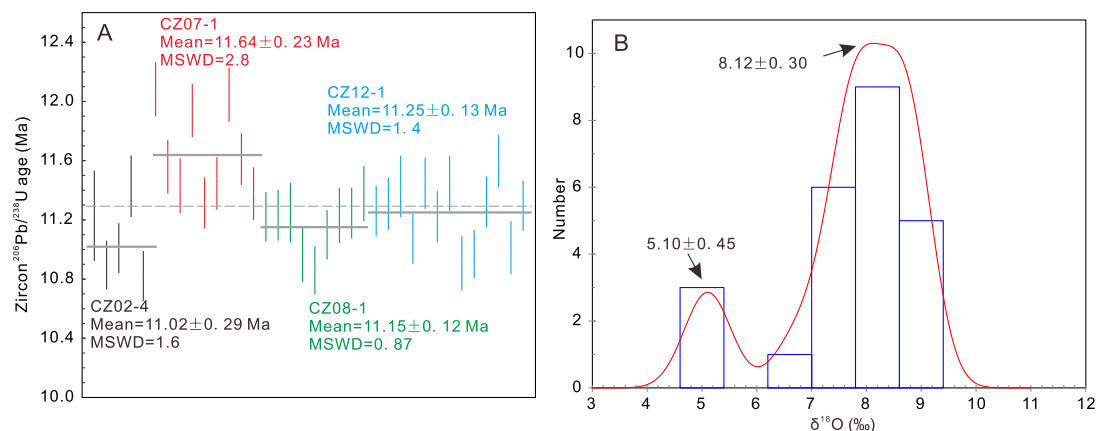 A
CZ07-1
Mean=11.64±0. 23 Ma
MSWD=2.8
CZ12-1
Mean=11.25±0. 13 Ma
MSWD=1. 4
CZ02-4
Mean=11.02±0. 29 Ma
MSWD=1.6
CZ08-1
Mean=11.15±0. 12 Ma
MSWD=0. 87
12.4
12.0
11.6
11.2
10.8
10.4
10.0
Zircon ²⁰⁶Pb/²³⁸U age (Ma)
B
8.12±0. 30
5.10±0. 45
10
8
6
4
2
0
Number
3 4 5 6 7 8 9 10 11 12
δ¹⁸O (‰)